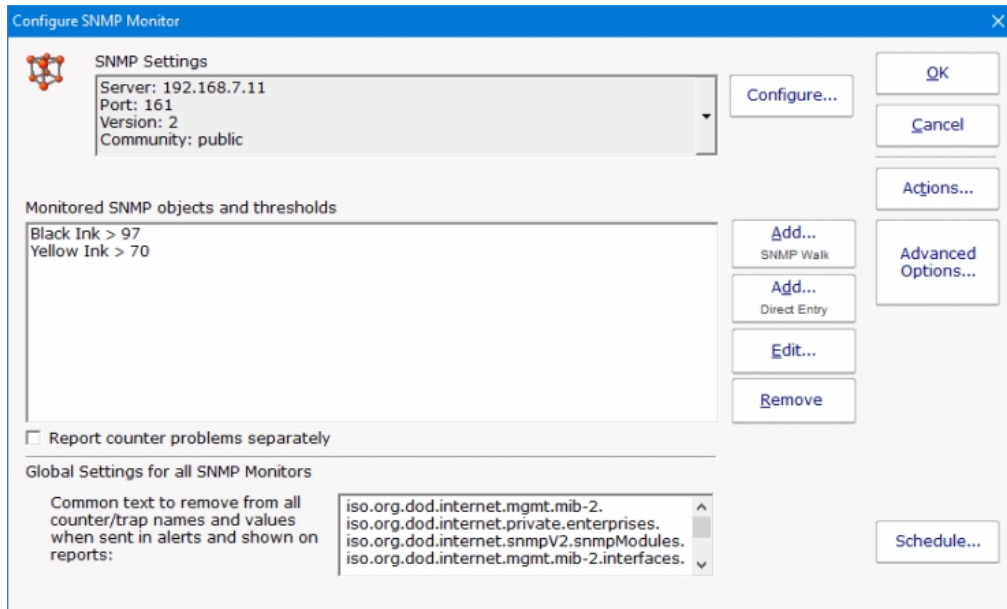 Configure SNMP Monitor
SNMP Settings
Server: 192.168.7.11
Port: 161
Version: 2
Community: public
Configure...
OK
Cancel
Actions...
Advanced
Options...
Monitored SNMP objects and thresholds
Black Ink > 97
Yellow Ink > 70
Add...
SNMP Walk
Add...
Direct Entry
Edit...
Remove
Report counter problems separately
Global Settings for all SNMP Monitors
Common text to remove from all
counter/trap names and values
when sent in alerts and shown on
reports:
iso.org.dod.internet.mgmt.mib-2.
iso.org.dod.internet.private.enterprises.
iso.org.dod.internet.snmpV2.snmpModules.
iso.org.dod.internet.mgmt.mib-2.interfaces.
Schedule...